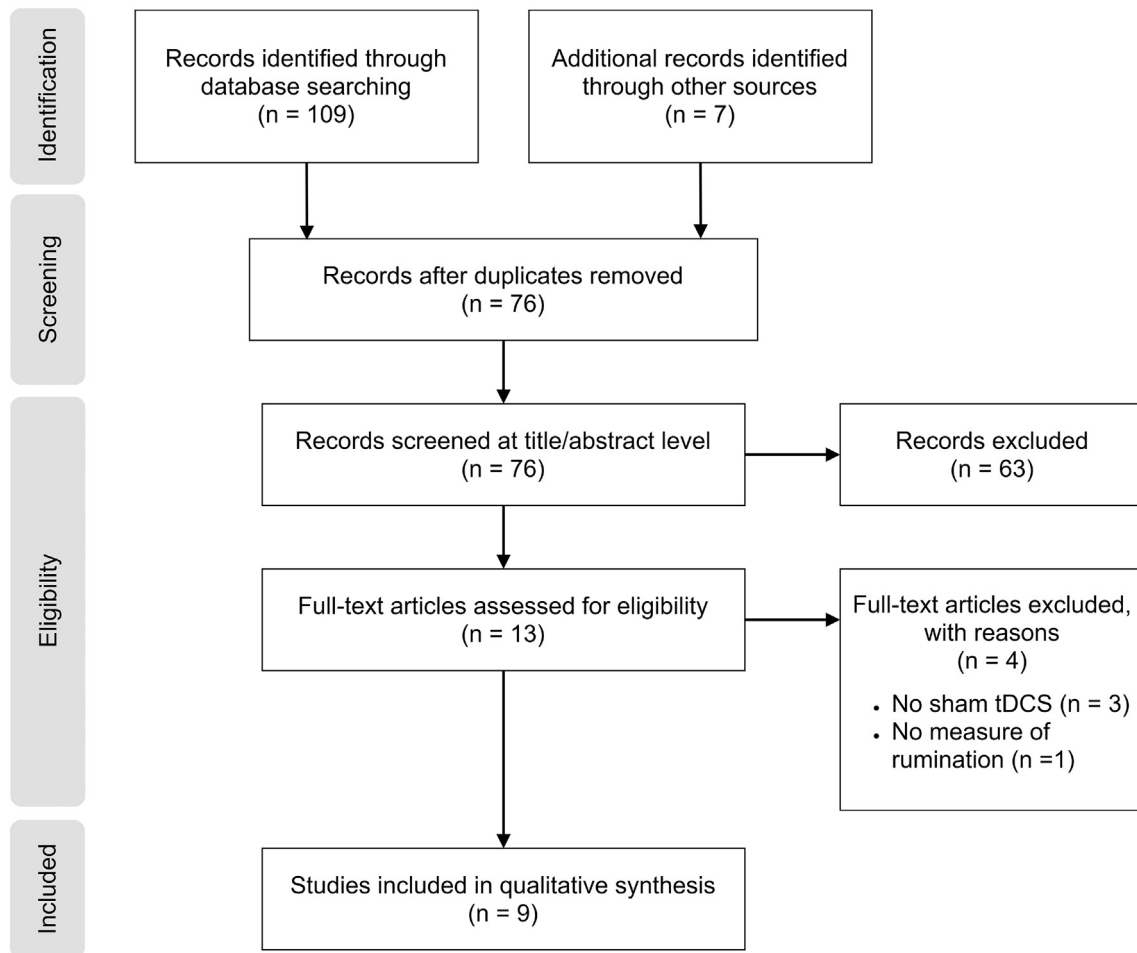 Identification
Records identified through
database searching
(n = 109)
Additional records identified
through other sources
(n = 7)
Screening
Records after duplicates removed
(n = 76)
Eligibility
Records screened at title/abstract level
(n = 76)
Records excluded
(n = 63)
Full-text articles assessed for eligibility
(n = 13)
Full-text articles excluded,
with reasons
(n = 4)
• No sham tDCS (n = 3)
• No measure of
rumination (n =1)
Included
Studies included in qualitative synthesis
(n = 9)